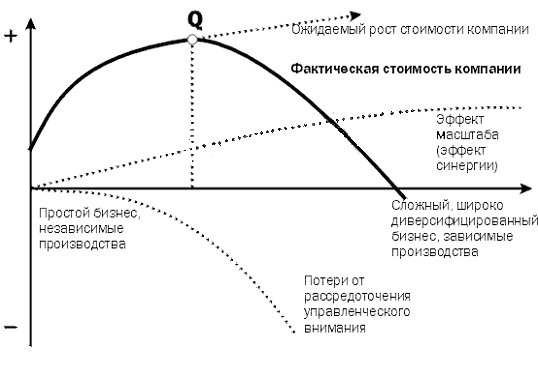 Q
+
Ожидаемый рост стоимости компании
Фактическая стоимость компании
Эффект
масштаба
(эффект
синергии)
Простой бизнес,
независимые
производства
Сложный, широко
диверсифицированный
бизнес, зависимые
производства
Потери от
рассредоточения
управленческого
внимания
−